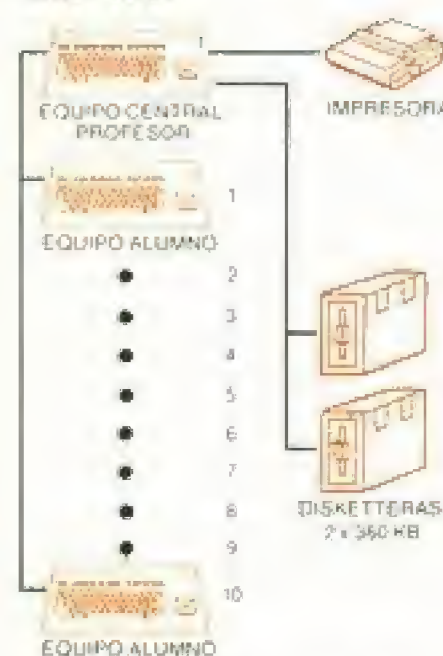 EQUIPO CENTRAL
PROFESOR
IMPRESORA
1
EQUIPO ALUMNO
2
3
4
5
6
7
8
9
DISKETTERAS
2 x 360 KB
10
EQUIPO ALUMNO